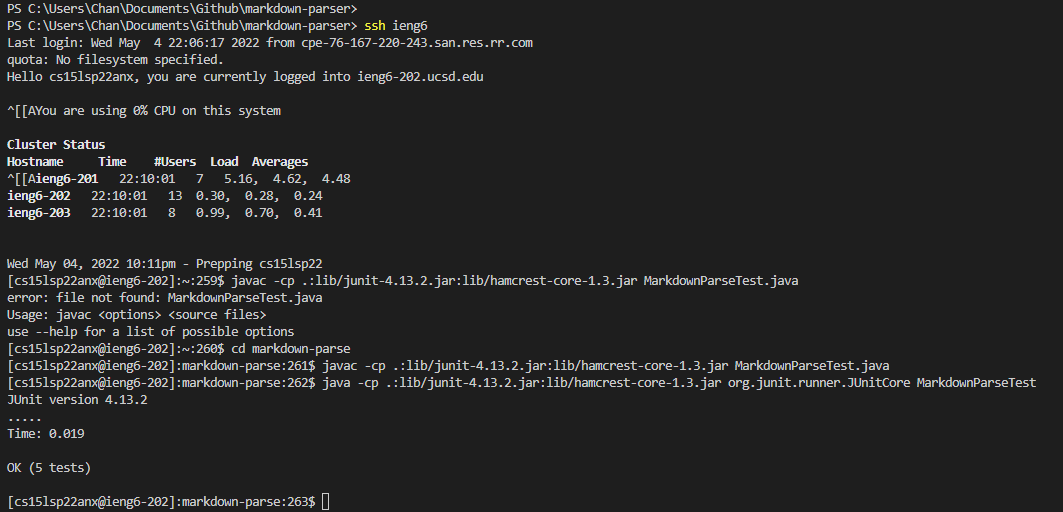 PS C:\Users\Chan\Documents\Github\markdown-parser>
PS C:\Users\Chan\Documents\Github\markdown-parser> ssh ieng6
Last login: Wed May  4 22:06:17 2022 from cpe-76-167-220-243.san.res.rr.com
quota: No filesystem specified.
Hello cs15lsp22anx, you are currently logged into ieng6-202.ucsd.edu
^[[AYou are using 0% CPU on this system
Cluster Status
Hostname     Time    #Users  Load  Averages
^[[Aieng6-201   22:10:01   7   5.16,  4.62,  4.48
ieng6-202   22:10:01   13  0.30,  0.28,  0.24
ieng6-203   22:10:01   8   0.99,  0.70,  0.41
Wed May 04, 2022 10:11pm - Prepping cs15lsp22
[cs15lsp22anx@ieng6-202]:~:259$ javac -cp .:lib/junit-4.13.2.jar:lib/hamcrest-core-1.3.jar MarkdownParseTest.java
error: file not found: MarkdownParseTest.java
Usage: javac <options> <source files>
use --help for a list of possible options
[cs15lsp22anx@ieng6-202]:~:260$ cd markdown-parse
[cs15lsp22anx@ieng6-202]:markdown-parse:261$ javac -cp .:lib/junit-4.13.2.jar:lib/hamcrest-core-1.3.jar MarkdownParseTest.java
[cs15lsp22anx@ieng6-202]:markdown-parse:262$ java -cp .:lib/junit-4.13.2.jar:lib/hamcrest-core-1.3.jar org.junit.runner.JUnitCore MarkdownParseTest
JUnit version 4.13.2
.....
Time: 0.019
OK (5 tests)
[cs15lsp22anx@ieng6-202]:markdown-parse:263$